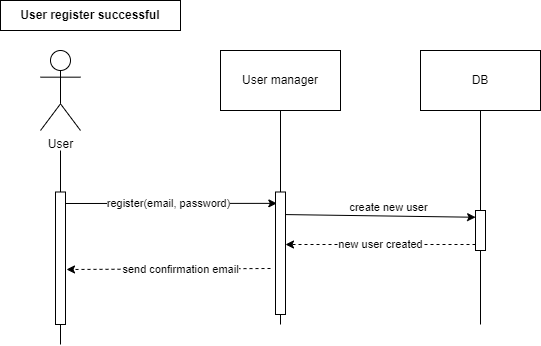 User register successful
User manager
DB
User
register(email, password)
create new user
new user created
send confirmation email